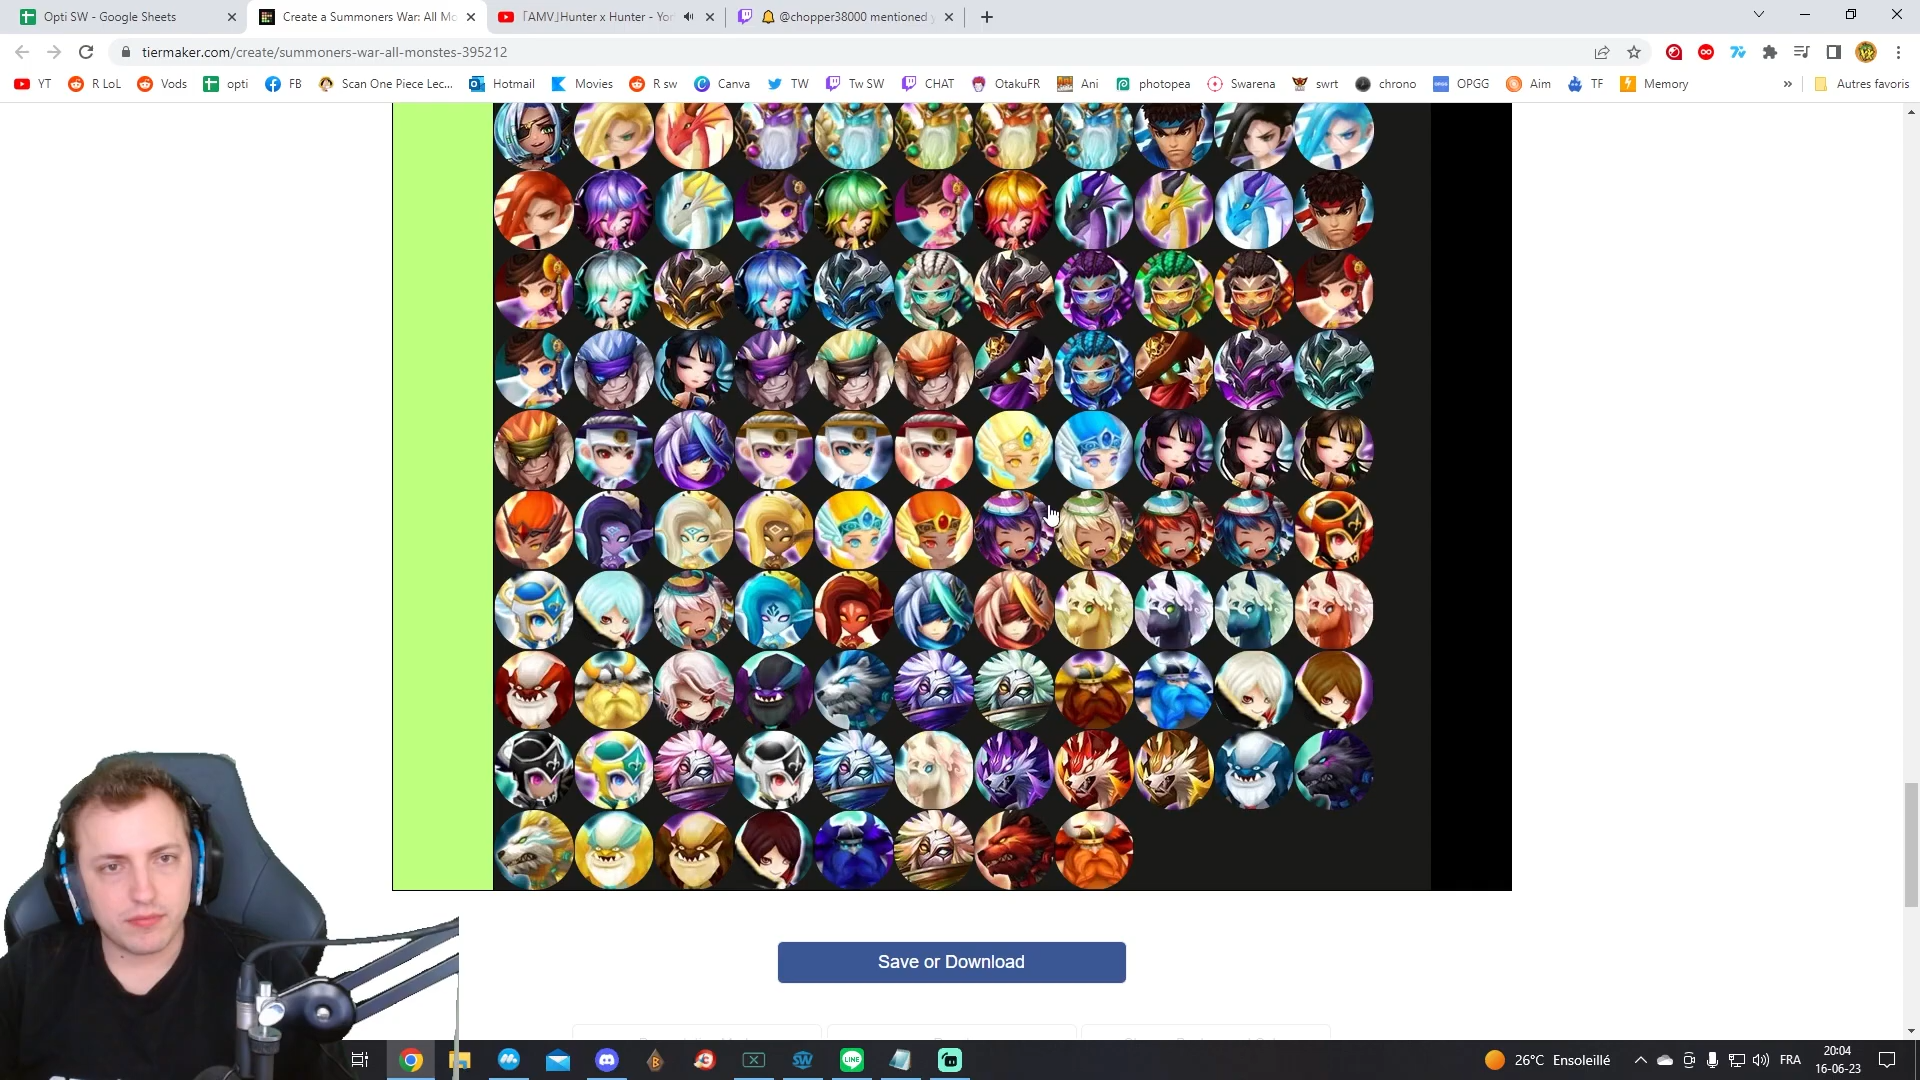 Opti SW - Google Sheets
Create a Summoners War: All Mo
「AMV」Hunter x Hunter - Yor
@chopper38000 mentioned
tiermaker.com/create/summoners-war-all-monstes-395212
YT
R LoL
Vods
opti
FB
Scan One Piece Lec...
Hotmail
Movies
R sw
Canva
TW
Tw SW
CHAT
OtakuFR
Ani
photopea
Swarena
swrt
chrono
OPGG
Aim
TF
Memory
»
Autres favoris
Save or Download
LINE
26°C Ensoleillé
FRA
20:04
16-06-23